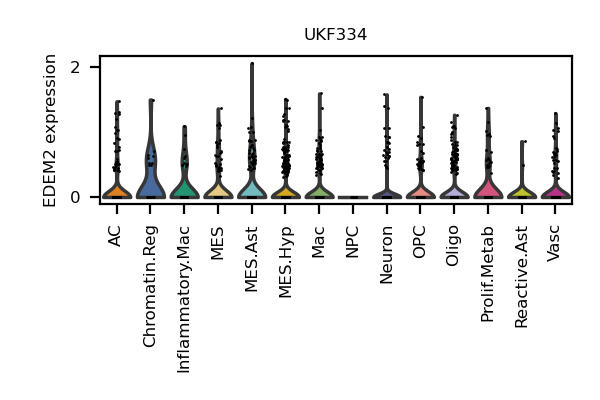 UKF334
EDEM2 expression
2
0
AC
Chromatin.Reg
Inflammatory.Mac
MES
MES.Ast
MES.Hyp
Mac
NPC
Neuron
OPC
Oligo
Prolif.Metab
Reactive.Ast
Vasc